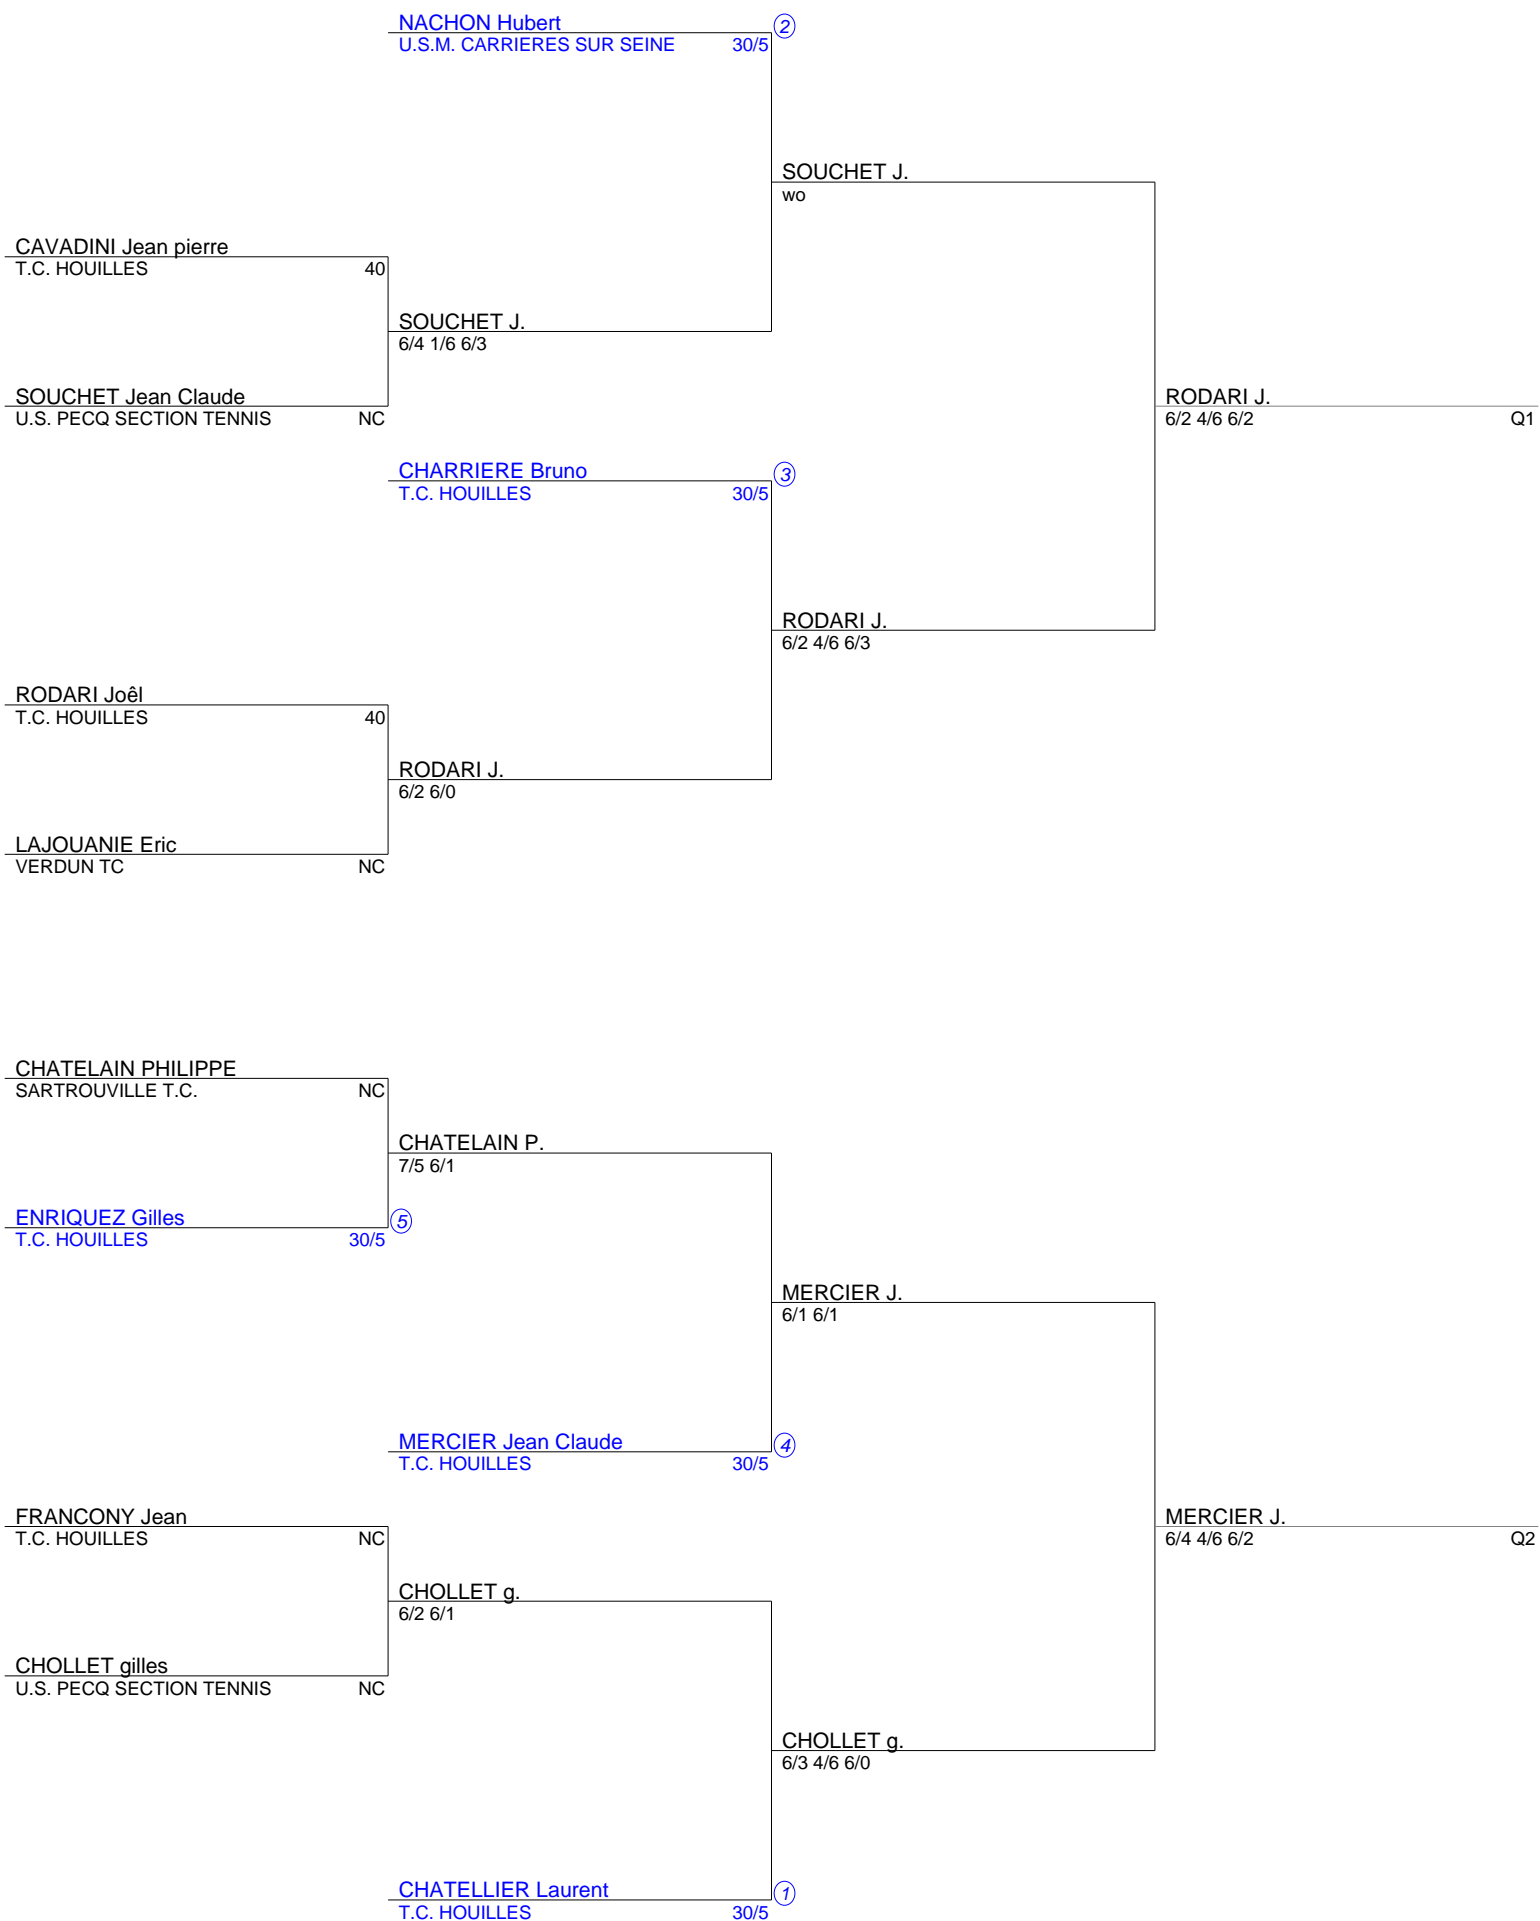 NACHON Hubert
2
U.S.M. CARRIERES SUR SEINE 30/5
SOUCHET J.
wo
CAVADINI Jean pierre
T.C. HOUILLES 40
SOUCHET J.
6/4 1/6 6/3
SOUCHET Jean Claude
U.S. PECQ SECTION TENNIS NC
RODARI J.
6/2 4/6 6/2 Q1
CHARRIERE Bruno
3
T.C. HOUILLES 30/5
RODARI J.
6/2 4/6 6/3
RODARI Joêl
T.C. HOUILLES 40
RODARI J.
6/2 6/0
LAJOUANIE Eric
VERDUN TC NC
CHATELAIN PHILIPPE
SARTROUVILLE T.C. NC
CHATELAIN P.
7/5 6/1
ENRIQUEZ Gilles
5
T.C. HOUILLES 30/5
MERCIER J.
6/1 6/1
MERCIER Jean Claude
4
T.C. HOUILLES 30/5
FRANCONY Jean
T.C. HOUILLES NC
MERCIER J.
6/4 4/6 6/2 Q2
CHOLLET g.
6/2 6/1
CHOLLET gilles
U.S. PECQ SECTION TENNIS NC
CHOLLET g.
6/3 4/6 6/0
CHATELLIER Laurent
1
T.C. HOUILLES 30/5